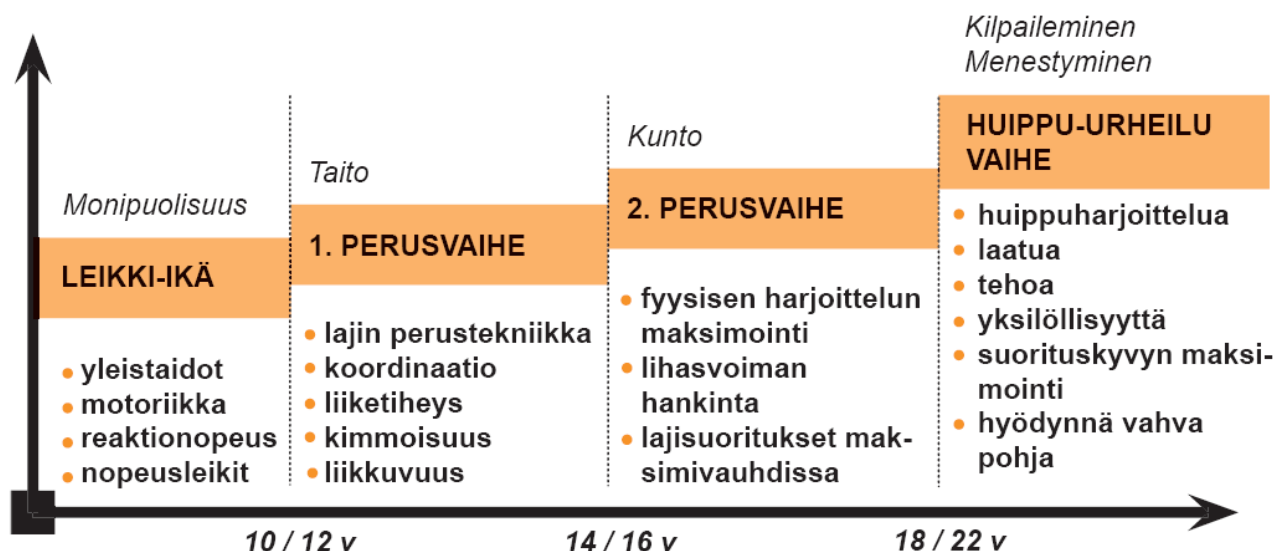 Monipuolisuus
LEIKKI-IKÄ
yleistaidot
motoriikka
reaktionopeus
nopeusleikit
Taito
1. PERUSVAIHE
lajin perustekniikka
koordinaatio
liiketiheys
kimmoisuus
liikkuvuus
Kunto
2. PERUSVAIHE
fyysisen harjoittelun
maksimointi
lihasvoiman
hankinta
lajisuoritukset mak-
simivauhdissa
Kilpaileminen
Menestyminen
HUIPPU-URHEILU
VAIHE
huippuharjoittelua
laatua
tehoa
yksilöllisyyttä
suorituskyvyn maksi-
mointi
hyödynnä vahva
pohja
10 / 12 v
14 / 16 v
18 / 22 v